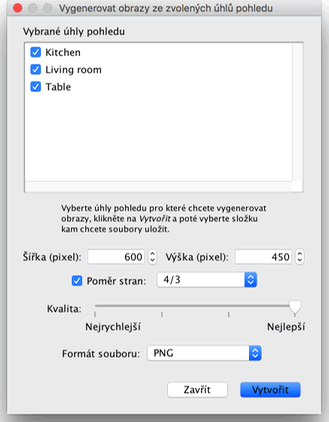 Vygenerovat obrazy ze zvolených úhlů pohledu
Vybrané úhly pohledu
Kitchen
Living room
Table
Vyberte úhly pohledu pro které chcete vygenerovat
obrazy, klikněte na Vytvořit a poté vyberte složku
kam chcete soubory uložit.
Šířka (pixel): 600 Výška (pixel): 450
Poměr stran: 4/3
Kvalita:
Nejrychlejší Nejlepší
Formát souboru: PNG
Zavřít Vytvořit